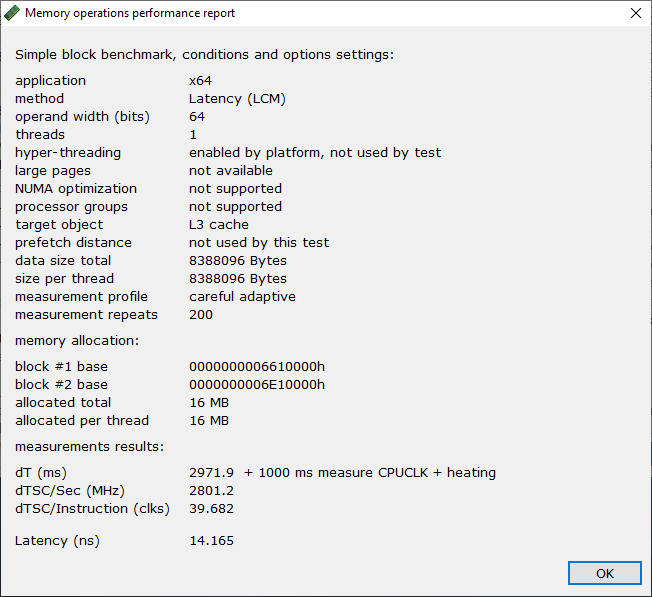 Memory operations performance report
Simple block benchmark, conditions and options settings:
application x64
method Latency (LCM)
operand width (bits) 64
threads 1
hyper-threading enabled by platform, not used by test
large pages not available
NUMA optimization not supported
processor groups not supported
target object L3 cache
prefetch distance not used by this test
data size total 8388096 Bytes
size per thread 8388096 Bytes
measurement profile careful adaptive
measurement repeats 200
memory allocation:
block #1 base 0000000006610000h
block #2 base 0000000006E10000h
allocated total 16 MB
allocated per thread 16 MB
measurements results:
dT (ms) 2971.9 + 1000 ms measure CPUCLK + heating
dTSC/Sec (MHz) 2801.2
dTSC/Instruction (clks) 39.682
Latency (ns) 14.165
OK